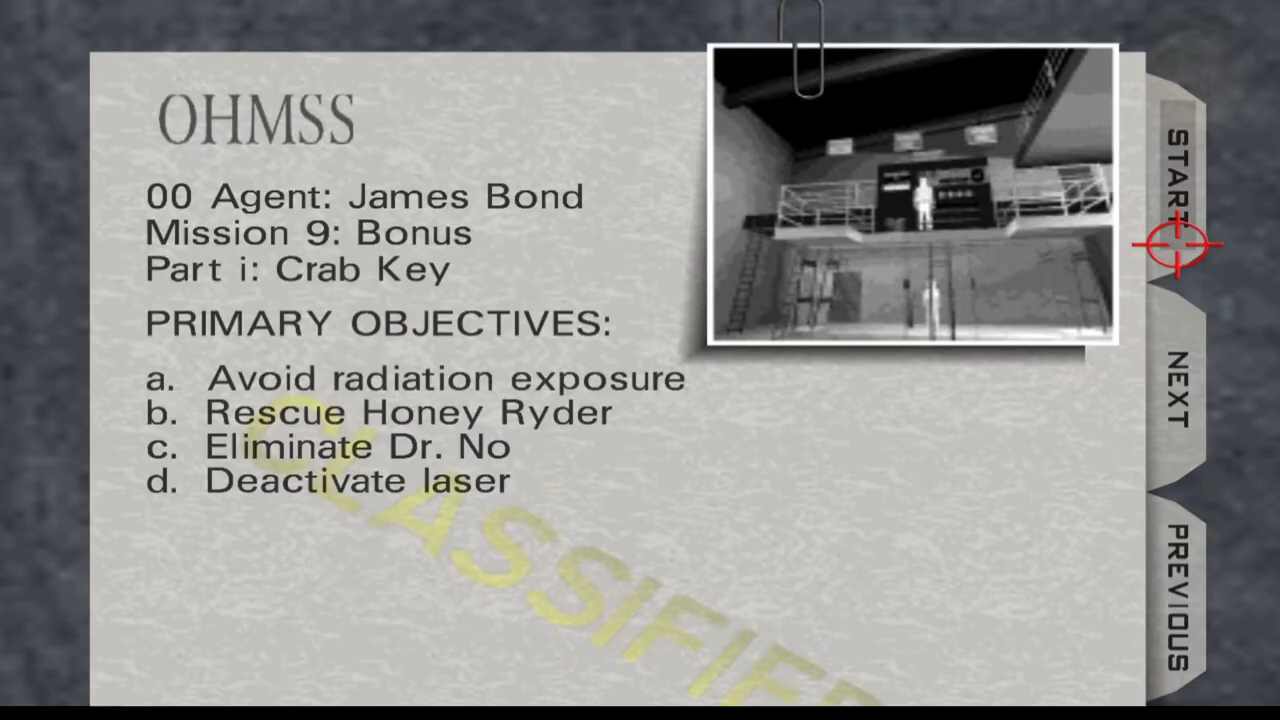 OHMSS
00 Agent: James Bond
Mission 9: Bonus
Part i: Crab Key
PRIMARY OBJECTIVES:
a. Avoid radiation exposure
b. Rescue Honey Ryder
c. Eliminate Dr. No
d. Deactivate laser
CLASSIFIE
START
NEXT
PREVIOUS